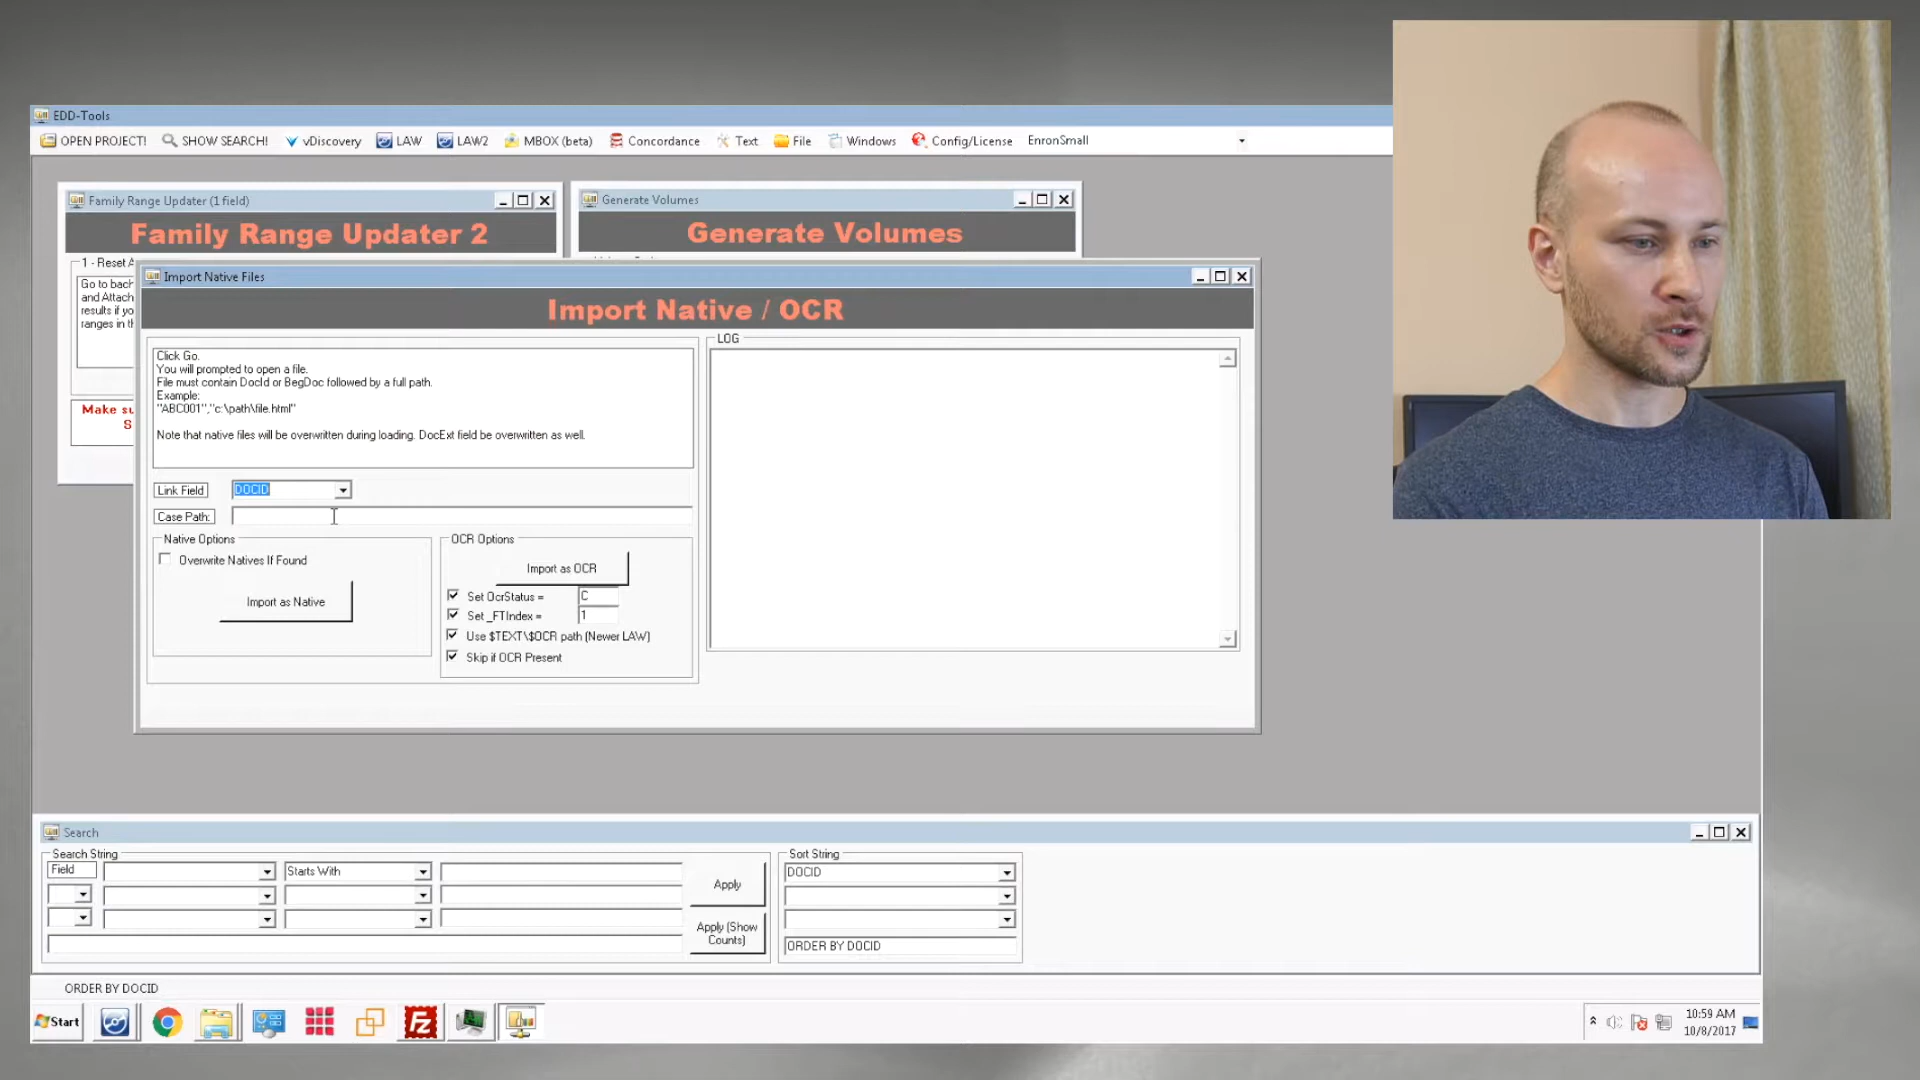 EDD-Tools
OPEN PROJECT! SHOW SEARCH! vDiscovery LAW LAW2 MBOX (beta) Concordance Text File Windows Config/License EnronSmall
Family Range Updater (1 field)
Family Range Updater 2
1 - Reset A
Go to bach
and Attach
results if yo
ranges in th
Make su
S
Generate Volumes
Generate Volumes
Import Native Files
Import Native / OCR
Click Go.
You will prompted to open a file.
File must contain DocId or BegDoc followed by a full path.
Example:
"ABC001","c:\path\file.html"
Note that native files will be overwritten during loading. DocExt field be overwritten as well.
Link Field DOCID
Case Path:
Native Options
Overwrite Natives If Found
Import as Native
OCR Options
Import as OCR
Set OcrStatus = C
Set _FTIndex = 1
Use $TEXT\$OCR path (Newer LAW)
Skip if OCR Present
LOG
Search
Search String
Field Starts With
Apply
Apply (Show
Counts)
Sort String
DOCID
ORDER BY DOCID
ORDER BY DOCID
Start
10:59 AM
10/8/2017